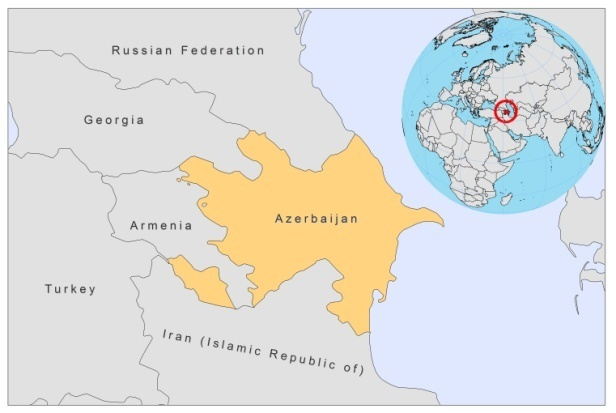 Russian Federation
Georgia
Armenia
Azerbaijan
Turkey
Iran (Islamic Republic of)